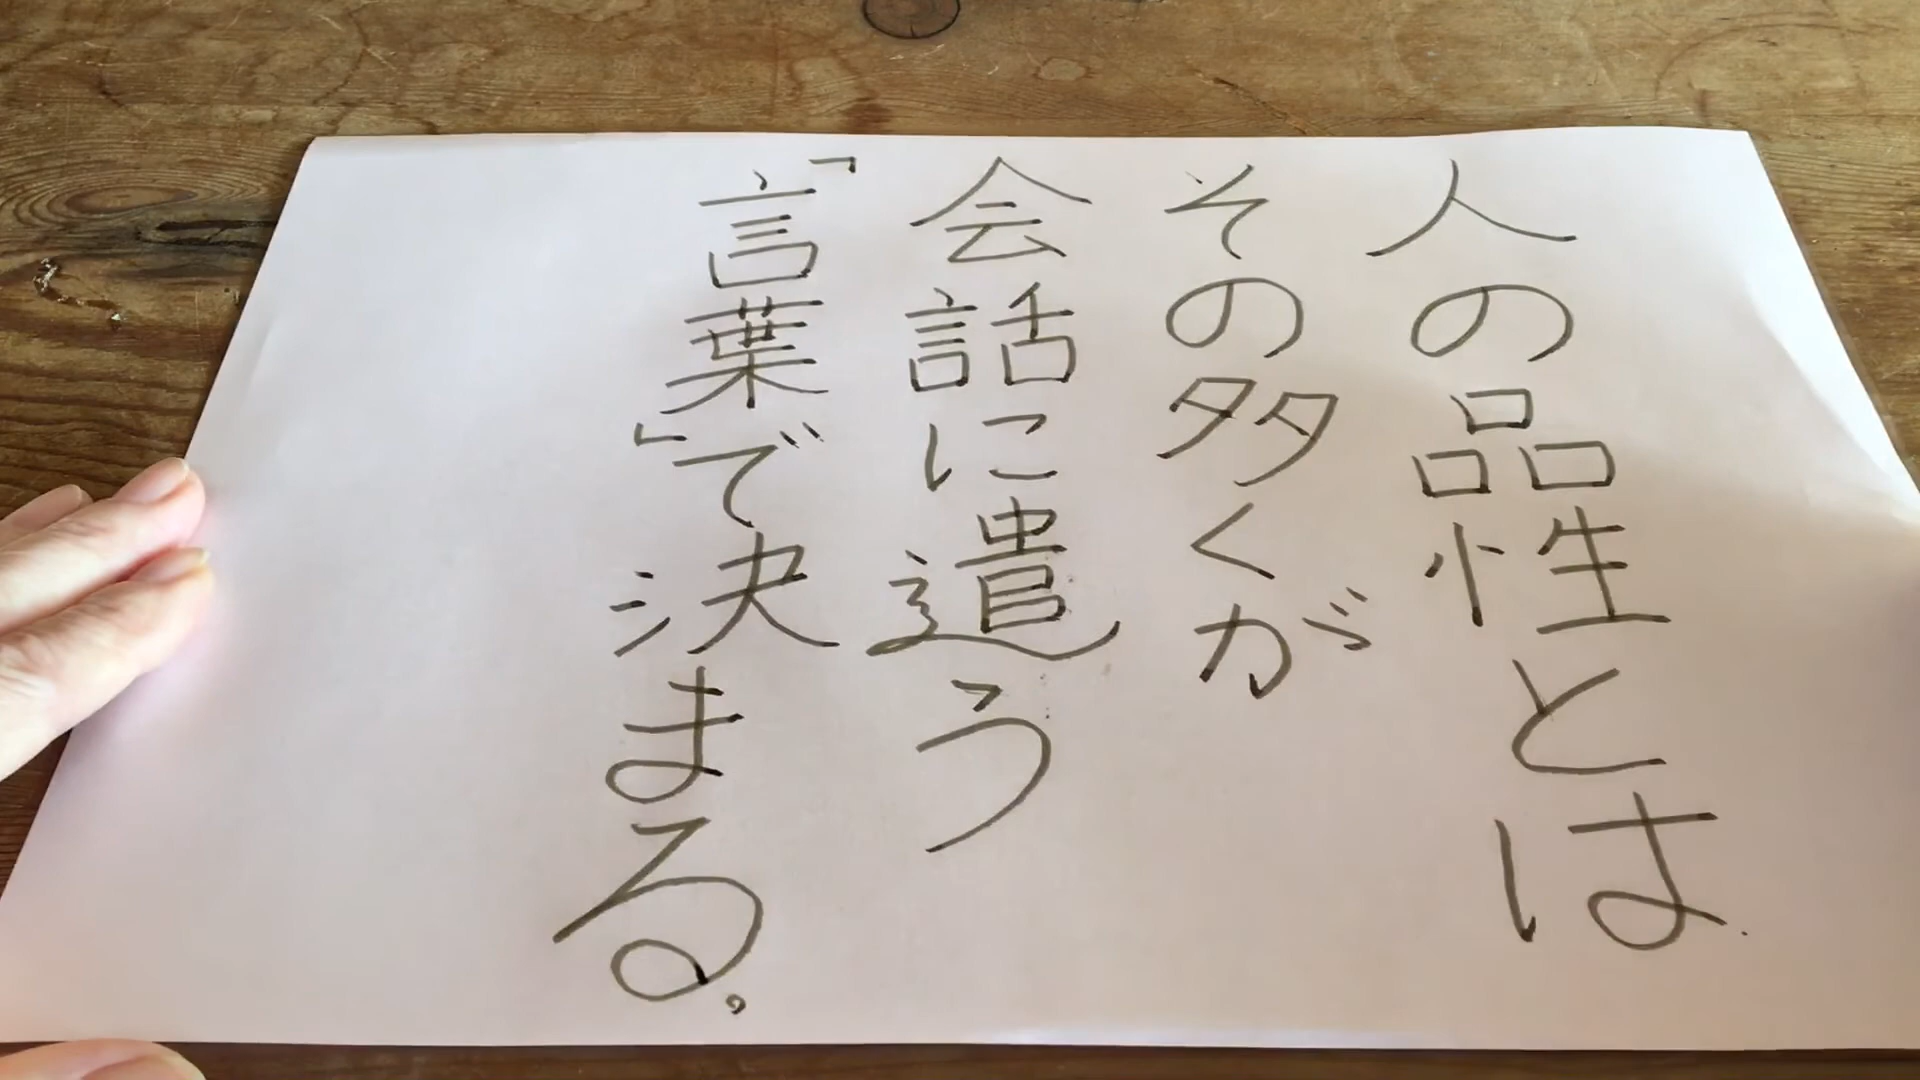 人の品性とは
その多くが
会話に遣う
「言葉」で決まる。